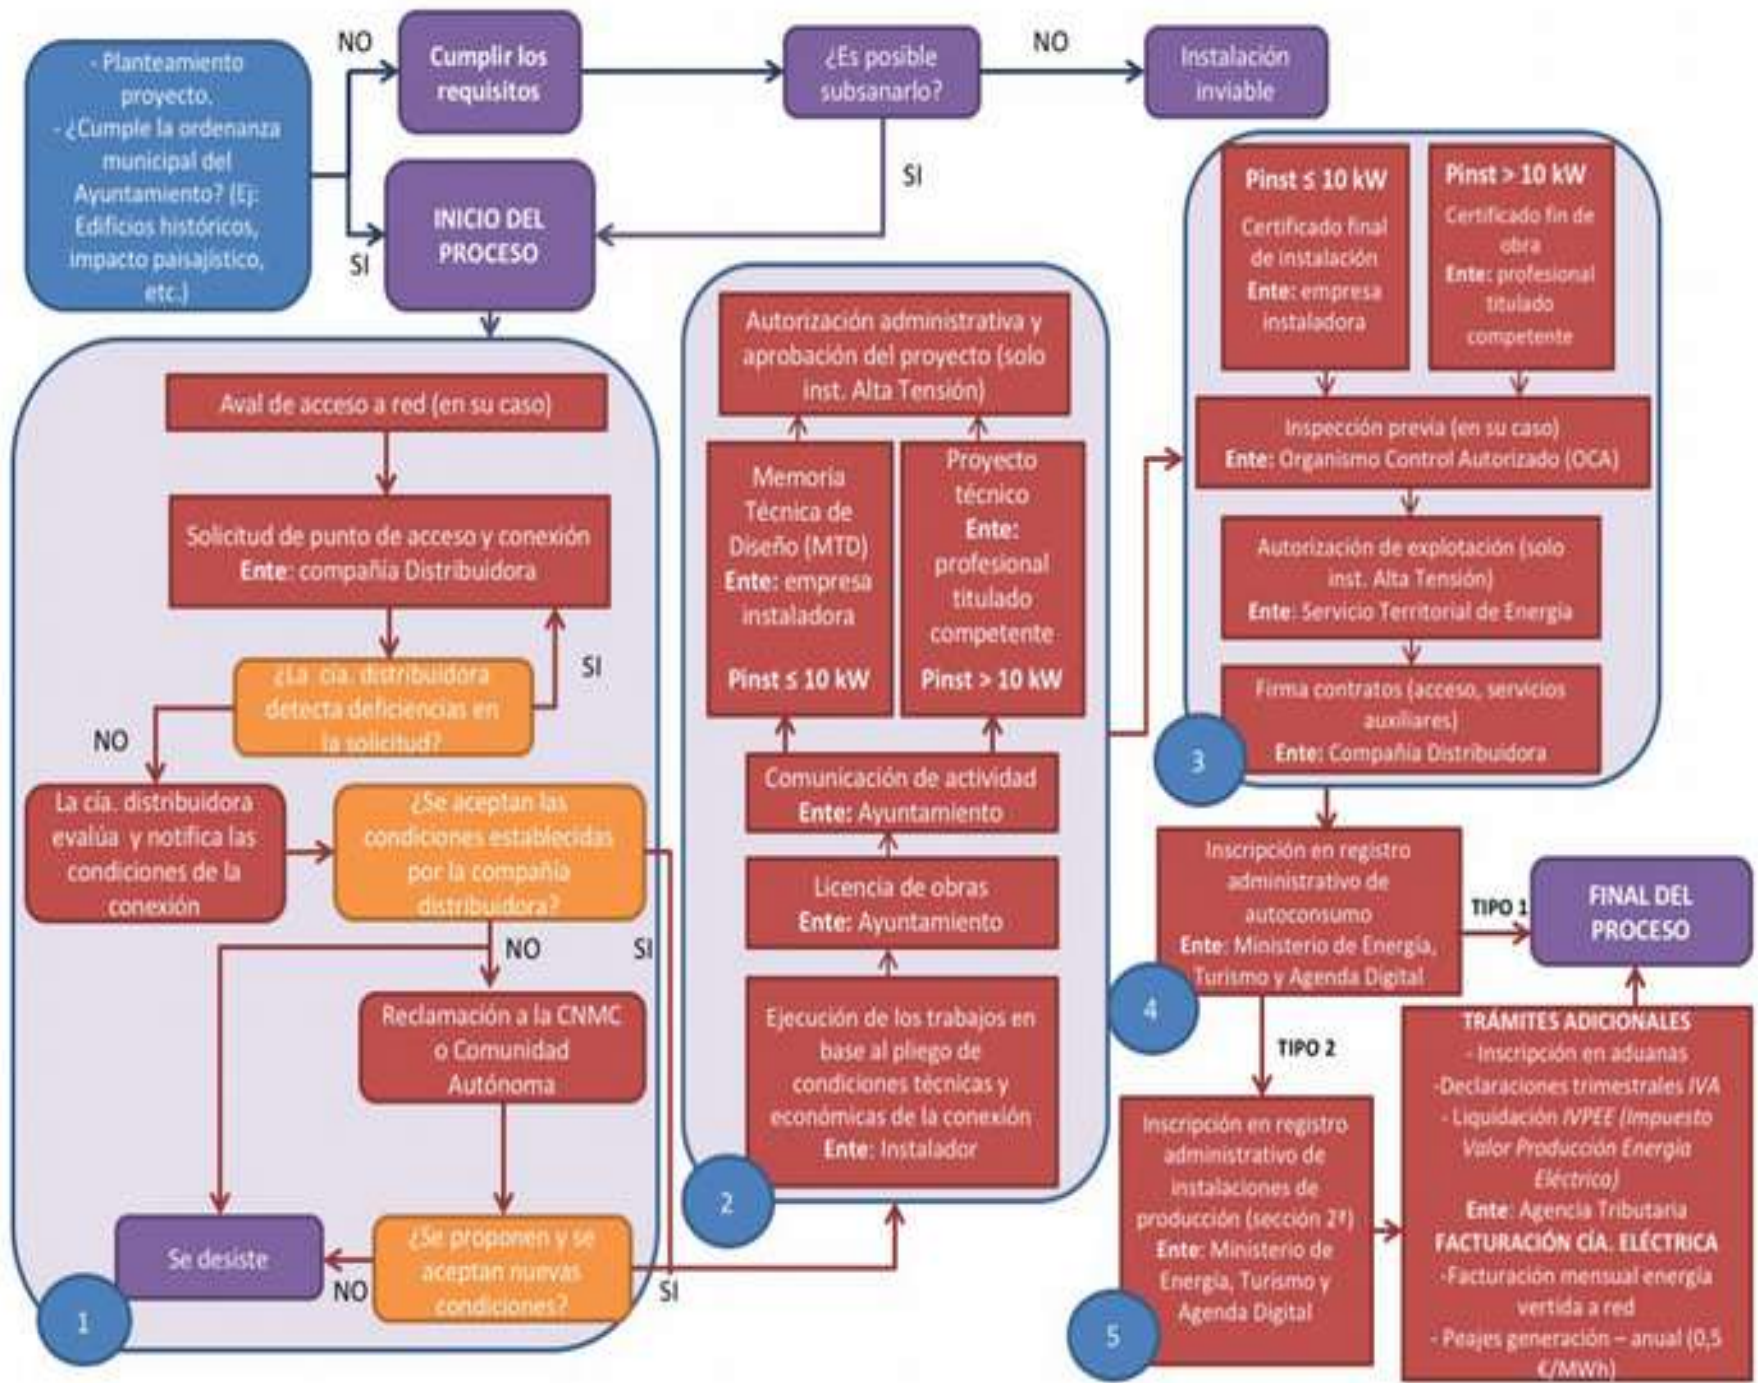 - Planteamiento
proyecto.
- ¿Cumple la ordenanza
municipal del
Ayuntamiento? (Ej:
Edificios históricos,
impacto paisajístico,
etc.)
NO
SI
Cumplir los
requisitos
¿Es posible
subsanarlo?
NO
Instalación
inviable
SI
INICIO DEL
PROCESO
Aval de acceso a red (en su caso)
Solicitud de punto de acceso y conexión
Ente: compañía Distribuidora
¿La cía. distribuidora
detecta deficiencias en
la solicitud?
SI
NO
La cía. distribuidora
evalúa y notifica las
condiciones de la
conexión
¿Se aceptan las
condiciones establecidas
por la compañía
distribuidora?
NO
SI
Reclamación a la CNMC
o Comunidad
Autónoma
Se desiste
NO
¿Se proponen y se
aceptan nuevas
condiciones?
SI
1
Autorización administrativa y
aprobación del proyecto (solo
inst. Alta Tensión)
Memoria
Técnica de
Diseño (MTD)
Ente: empresa
instaladora
Pinst ≤ 10 kW
Proyecto
técnico
Ente:
profesional
titulado
competente
Pinst > 10 kW
Comunicación de actividad
Ente: Ayuntamiento
Licencia de obras
Ente: Ayuntamiento
Ejecución de los trabajos en
base al pliego de
condiciones técnicas y
económicas de la conexión
Ente: Instalador
2
Pinst ≤ 10 kW
Certificado final
de instalación
Ente: empresa
instaladora
Pinst > 10 kW
Certificado fin de
obra
Ente: profesional
titulado
competente
Inspección previa (en su caso)
Ente: Organismo Control Autorizado (OCA)
Autorización de explotación (solo
inst. Alta Tensión)
Ente: Servicio Territorial de Energía
Firma contratos (acceso, servicios
auxiliares)
Ente: Compañía Distribuidora
3
Inscripción en registro
administrativo de
autoconsumo
Ente: Ministerio de Energía,
Turismo y Agenda Digital
4
TIPO 1
FINAL DEL
PROCESO
TIPO 2
Inscripción en registro
administrativo de
instalaciones de
producción (sección 2ª)
Ente: Ministerio de
Energía, Turismo y
Agenda Digital
5
TRÁMITES ADICIONALES
- Inscripción en aduanas
-Declaraciones trimestrales IVA
- Liquidación IVPEE (Impuesto
Valor Producción Energía
Eléctrica)
Ente: Agencia Tributaria
FACTURACIÓN CÍA. ELÉCTRICA
-Facturación mensual energía
vertida a red
- Peajes generación – anual (0,5
€/MWh)